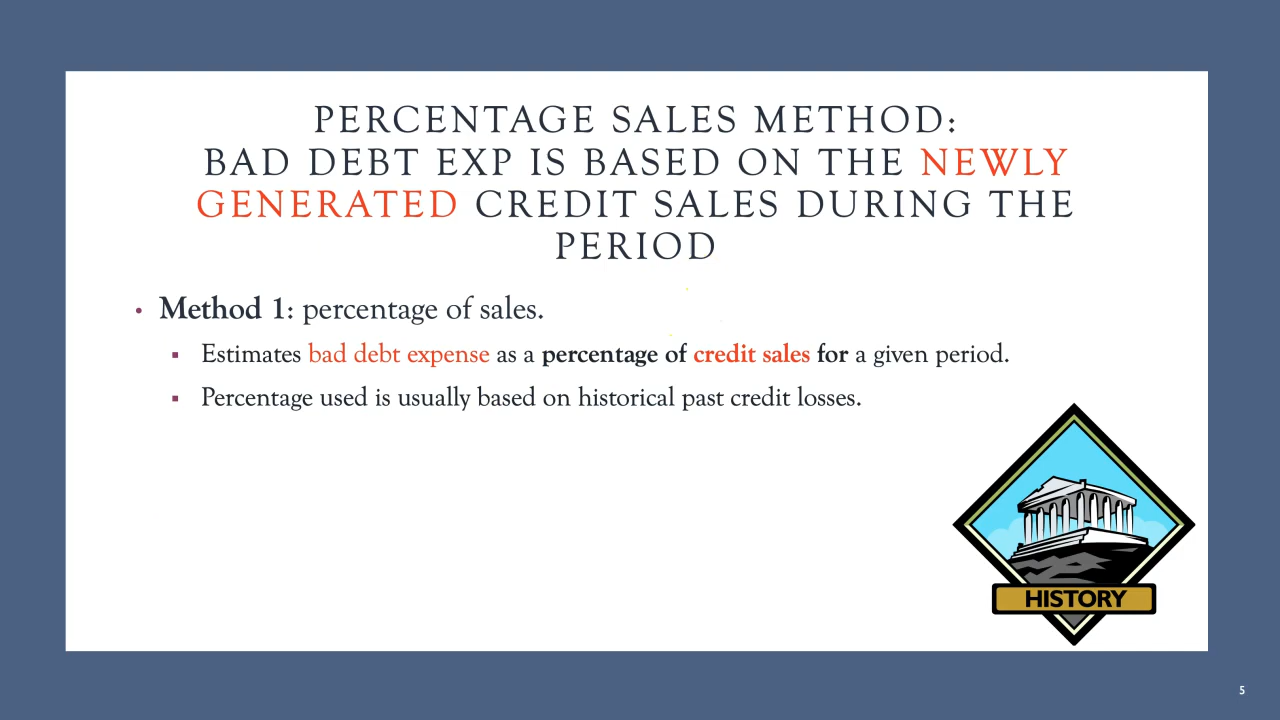 PERCENTAGE SALES METHOD:
BAD DEBT EXP IS BASED ON THE NEWLY
GENERATED CREDIT SALES DURING THE
PERIOD
• Method 1: percentage of sales.
▪ Estimates bad debt expense as a percentage of credit sales for a given period.
▪ Percentage used is usually based on historical past credit losses.
HISTORY
5